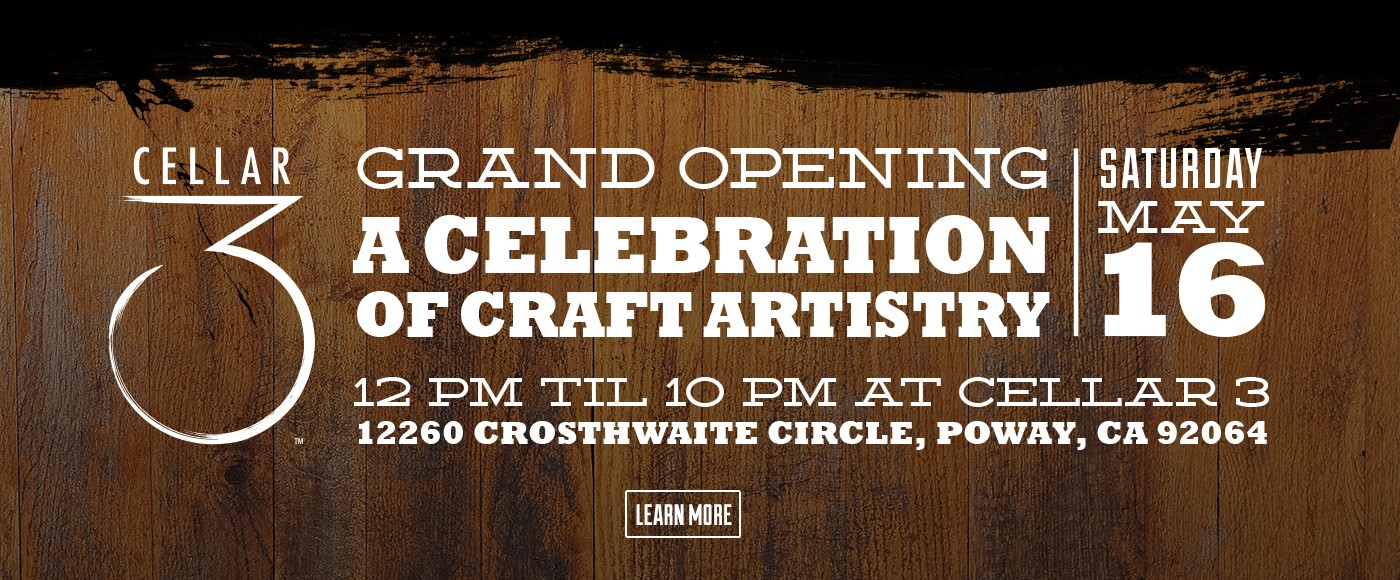 CELLAR
3
™
GRAND OPENING
A CELEBRATION
OF CRAFT ARTISTRY
SATURDAY
MAY
16
12 PM TIL 10 PM AT CELLAR 3
12260 CROSTHWAITE CIRCLE, POWAY, CA 92064
LEARN MORE